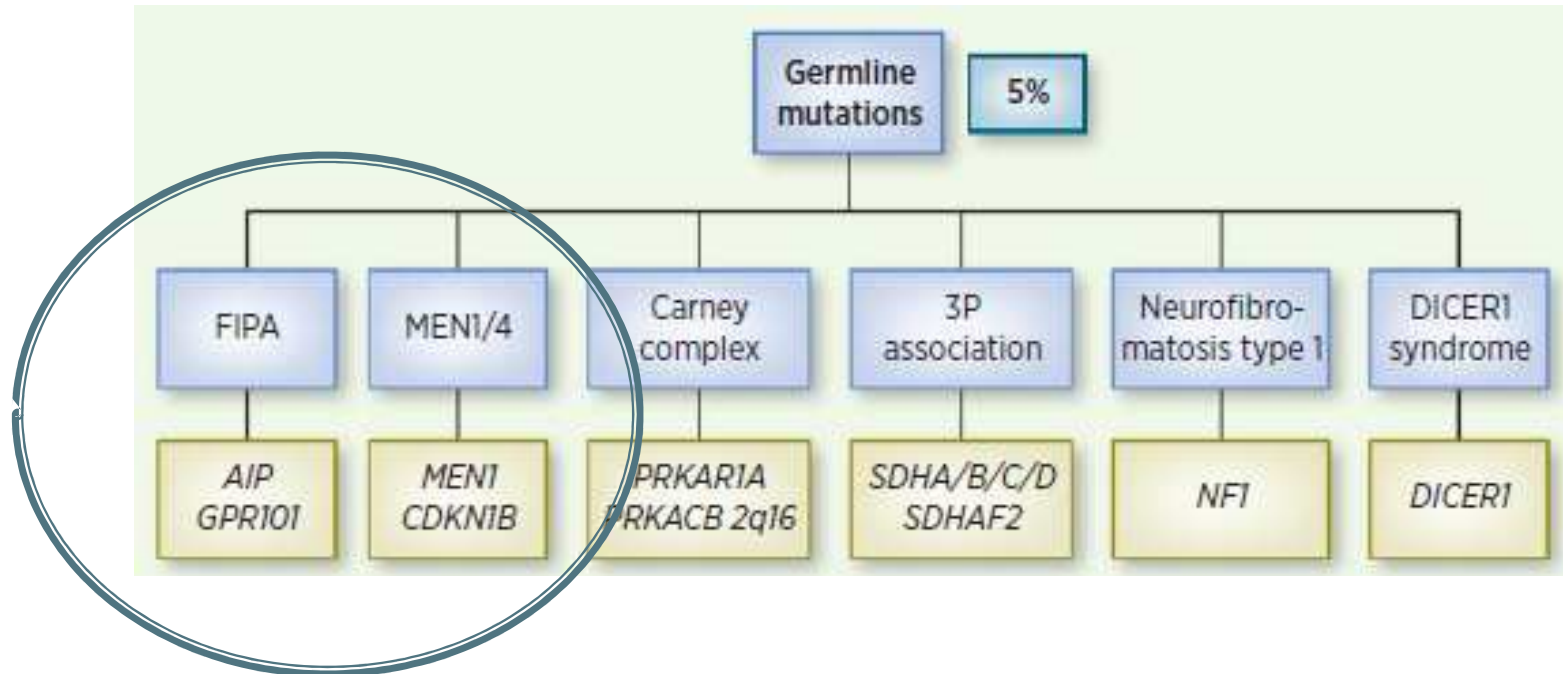 Germline
mutations
5%
FIPA
MEN1/4
Carney
complex
3P
association
Neurofibro-
matosis type 1
DICER1
syndrome
AIP
GPR101
MEN1
CDKN1B
PRKAR1A
PRKACB 2q16
SDHA/B/C/D
SDHAF2
NF1
DICER1